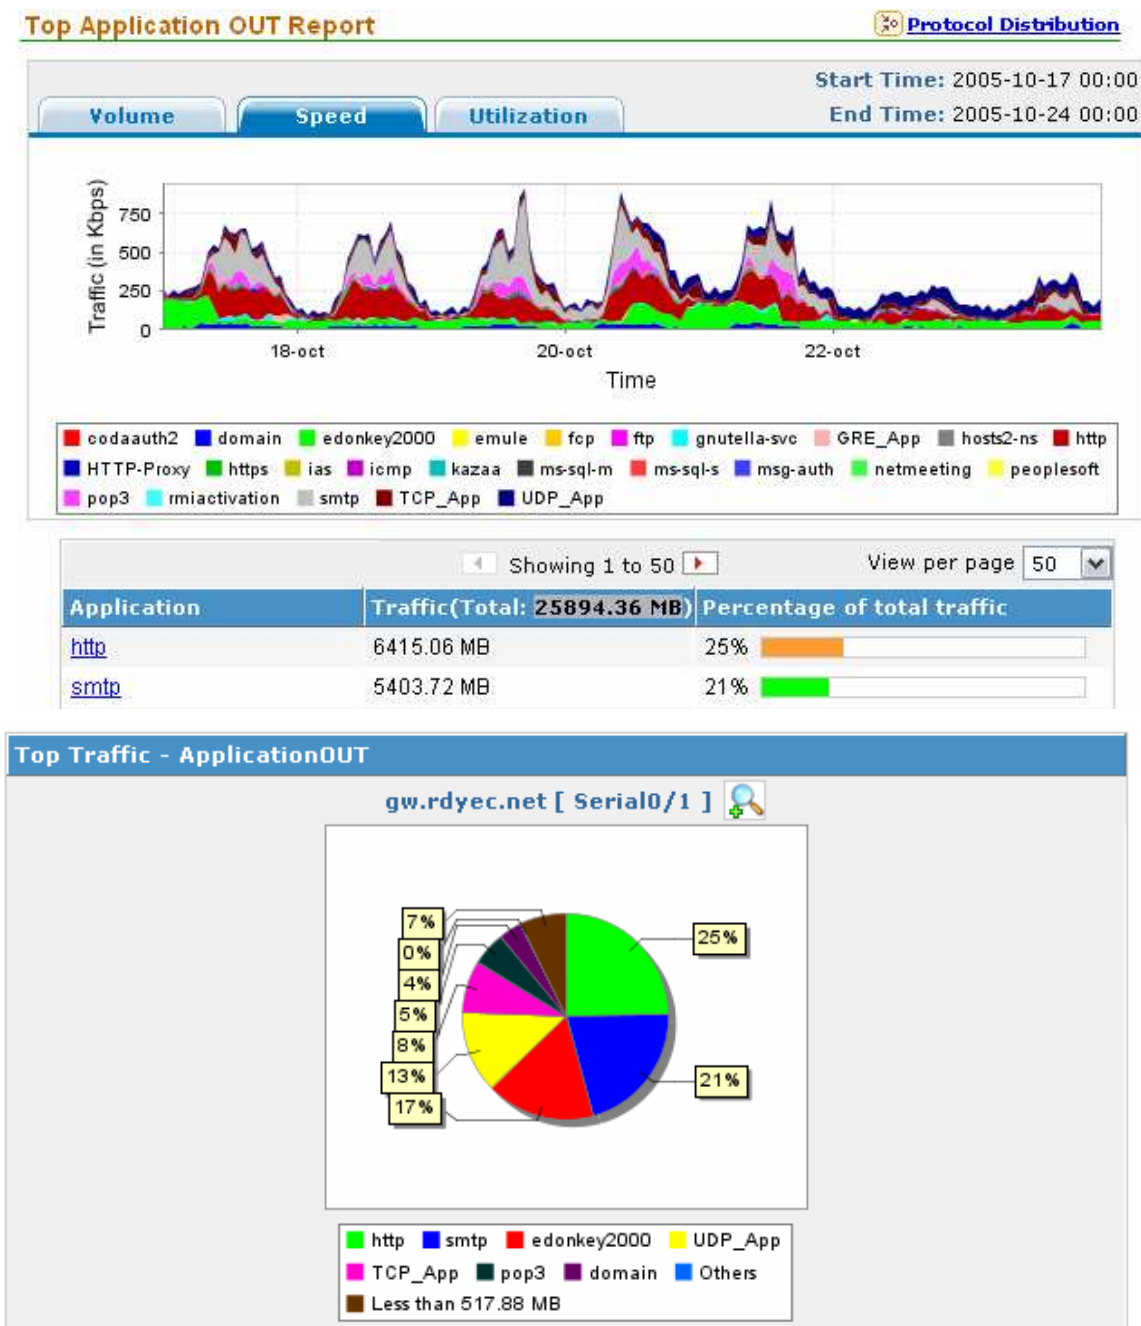 Top Application OUT Report
Protocol Distribution
Start Time: 2005-10-17 00:00
End Time: 2005-10-24 00:00
Volume Speed Utilization
Traffic (in Kbps)
750
500
250
0
18-oct 20-oct 22-oct
Time
codaauth2 domain edonkey2000 emule fcp ftp gnutella-svc GRE_App hosts2-ns http
HTTP-Proxy https ias icmp kazaa ms-sql-m ms-sql-s msg-auth netmeeting peoplesoft
pop3 rmiactivation smtp TCP_App UDP_App
Showing 1 to 50 View per page 50
Application Traffic(Total: 25894.36 MB) Percentage of total traffic
http 6415.06 MB 25%
smtp 5403.72 MB 21%
Top Traffic - ApplicationOUT
gw.rdyec.net [ Serial0/1 ]
7%
25%
0%
4%
5%
8%
13%
21%
17%
http smtp edonkey2000 UDP_App
TCP_App pop3 domain Others
Less than 517.88 MB